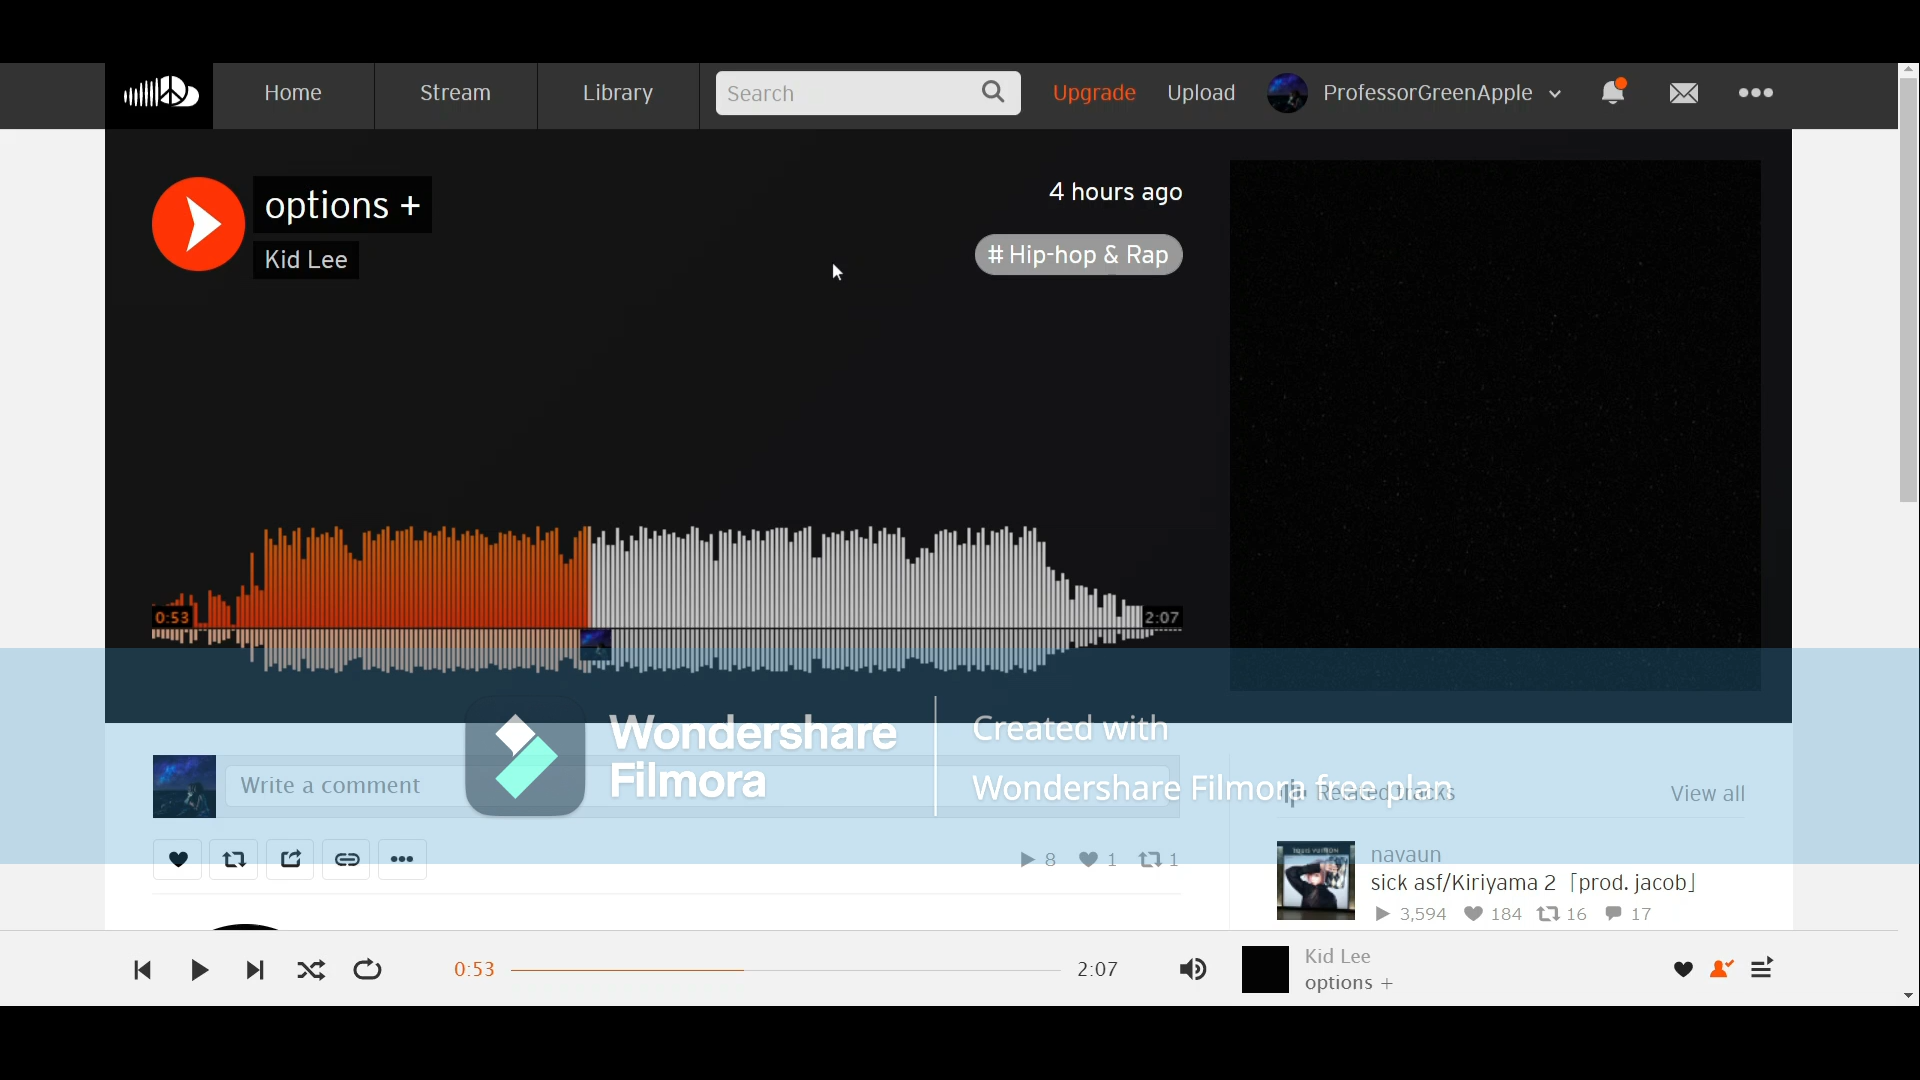 Home
Stream
Library
Search
Upgrade
Upload
ProfessorGreenApple
options +
Kid Lee
4 hours ago
# Hip-hop & Rap
0:53
2:07
Wondershare
Filmora
Created with
Wondershare Filmora free plan
Write a comment
Related tracks
View all
8
1
1
navaun
sick asf/Kiriyama 2「prod. jacob」
3,594
184
16
17
0:53
2:07
Kid Lee
options +